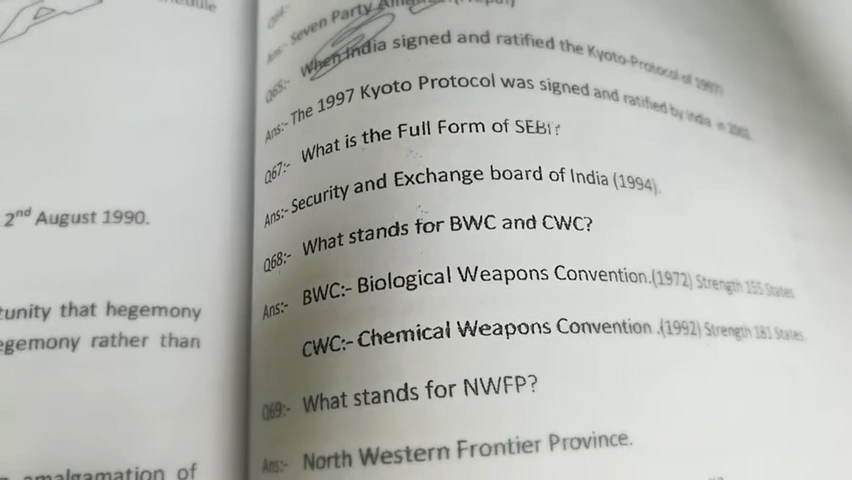 2nd August 1990.
tunity that hegemony
egemony rather than
amalgamation of
Ans:- Seven Party
Q65:- When India signed and ratified the Kyoto-Protocol of 1997?
Ans:- The 1997 Kyoto Protocol was signed and ratified by India in 2002.
Q67:- What is the Full Form of SEBI?
Ans:- Security and Exchange board of India (1994).
Q68:- What stands for BWC and CWC?
Ans:- BWC:- Biological Weapons Convention.(1972) Strength 155 States
CWC:- Chemical Weapons Convention .(1992) Strength 181 States.
Q69:- What stands for NWFP?
Ans:- North Western Frontier Province.